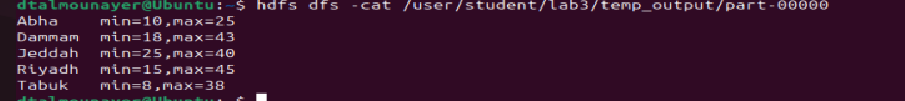 dtalmounayer@Ubuntu:~$ hdfs dfs -cat /user/student/lab3/temp_output/part-00000
Abha min=10,max=25
Dammam min=18,max=43
Jeddah min=25,max=40
Riyadh min=15,max=45
Tabuk min=8,max=38
dtalmounayer@Ubuntu:~$